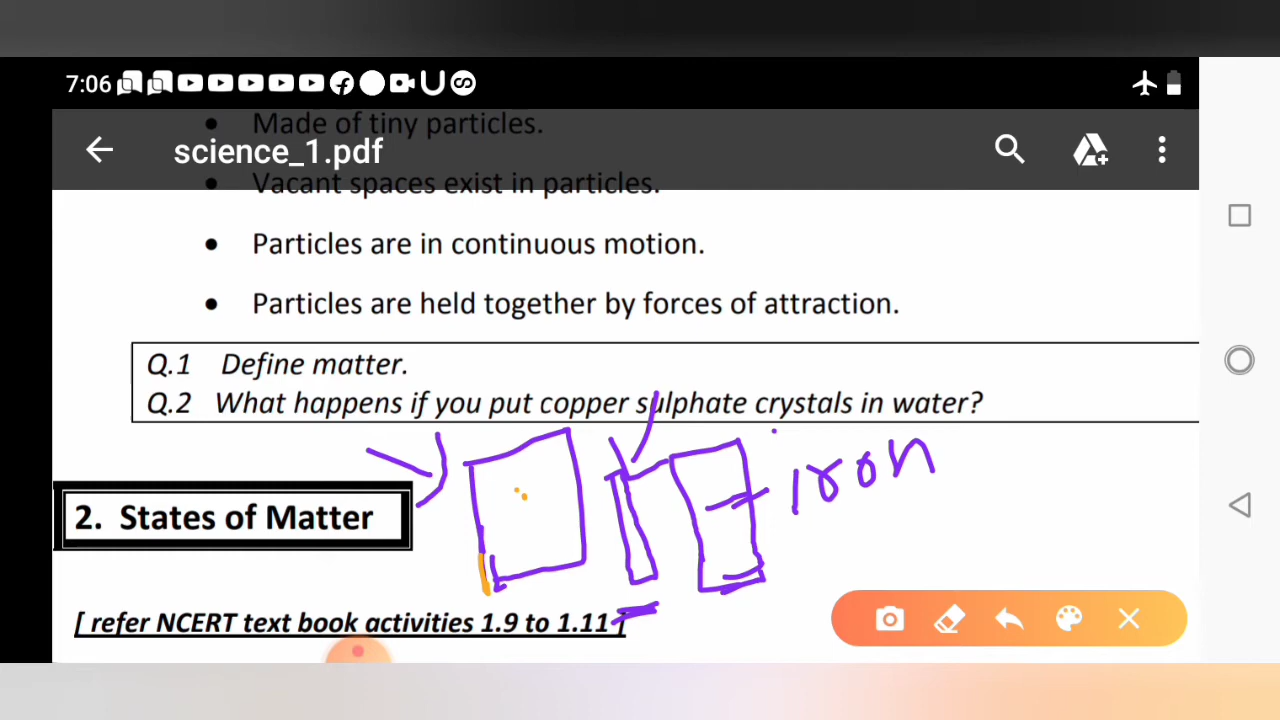 7:06
Made of tiny particles.
science_1.pdf
Vacant spaces exist in particles.
Particles are in continuous motion.
Particles are held together by forces of attraction.
Q.1 Define matter.
Q.2 What happens if you put copper sulphate crystals in water?
iron
2. States of Matter
[ refer NCERT text book activities 1.9 to 1.11 ]